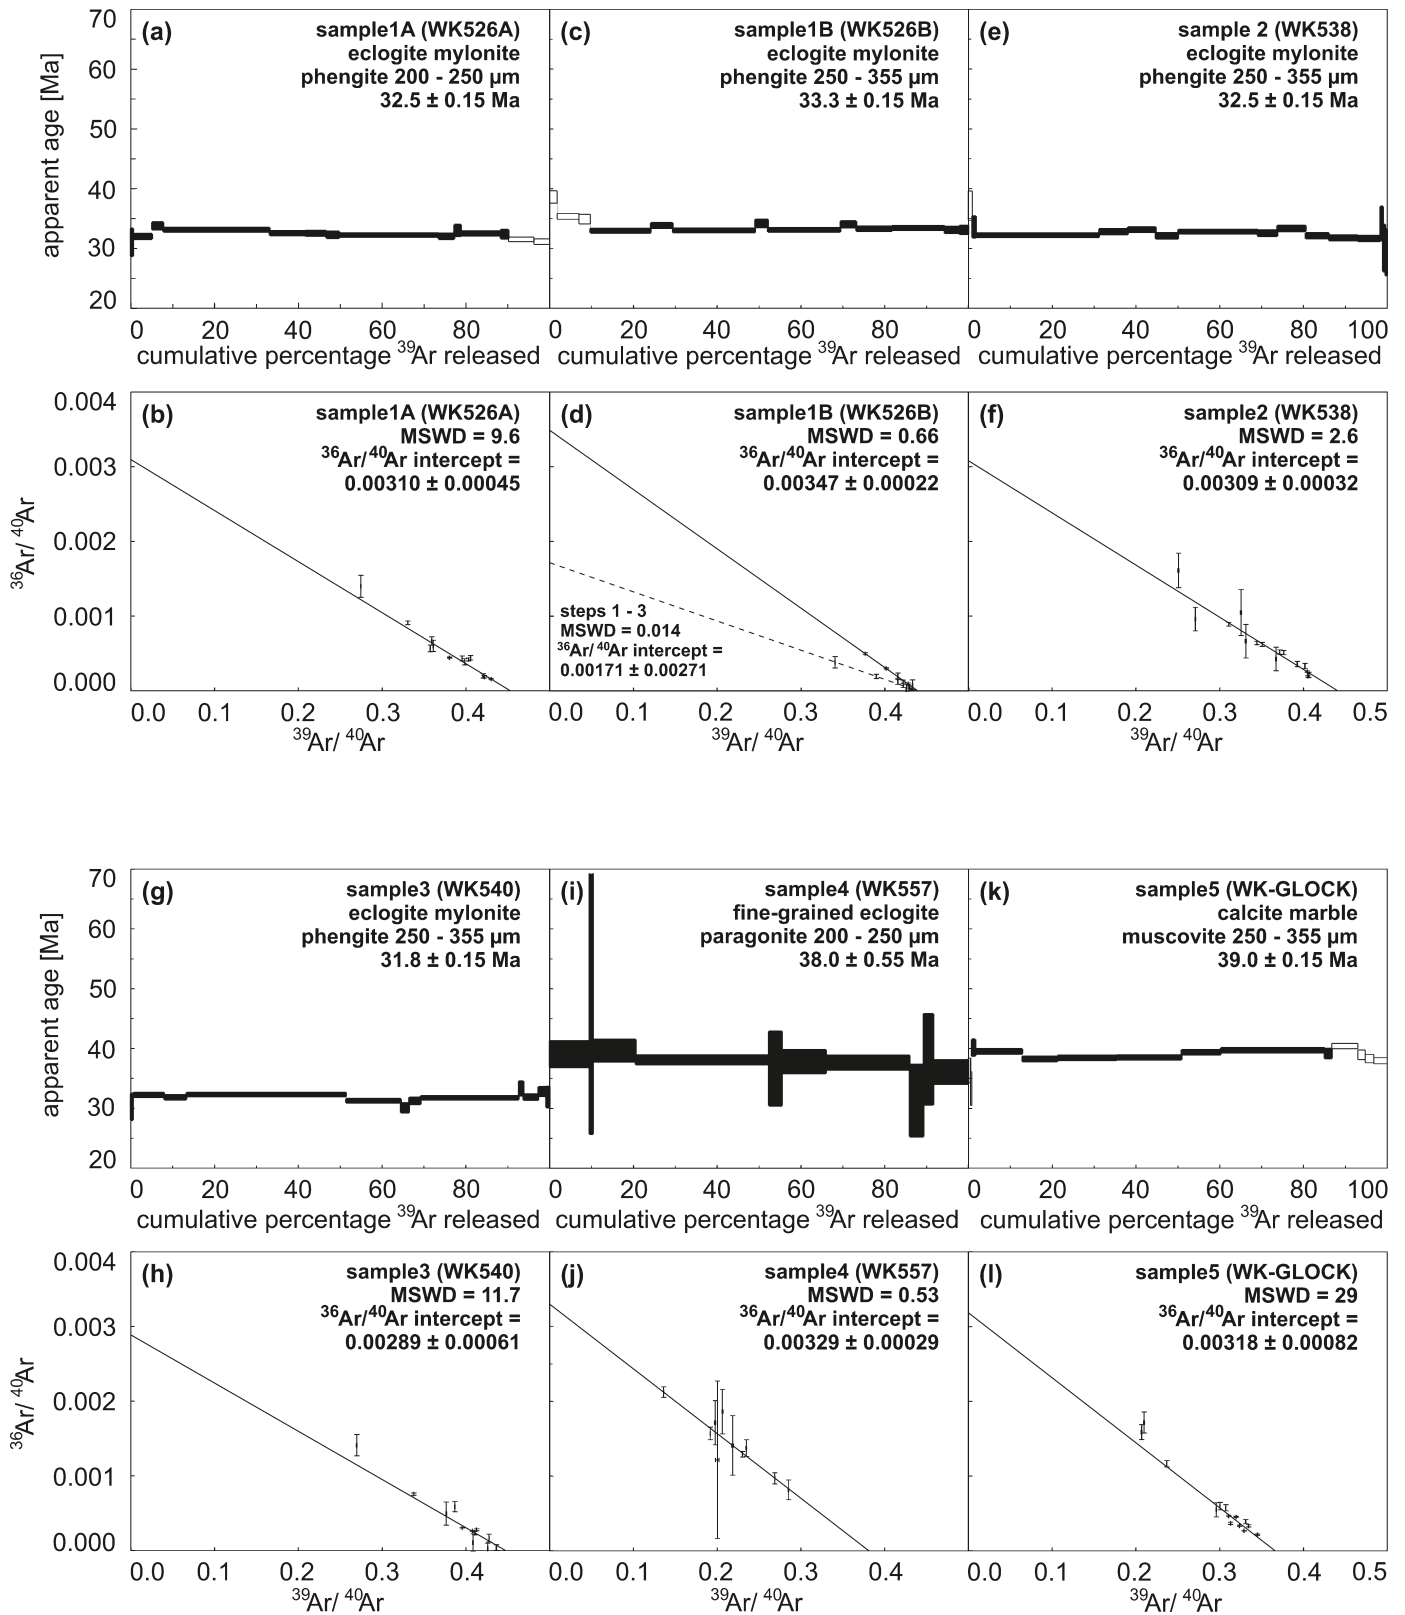 (a)
sample1A (WK526A)
eclogite mylonite
phengite 200 - 250 µm
32.5 ± 0.15 Ma
(c)
sample1B (WK526B)
eclogite mylonite
phengite 250 - 355 µm
33.3 ± 0.15 Ma
(e)
sample 2 (WK538)
eclogite mylonite
phengite 250 - 355 µm
32.5 ± 0.15 Ma
apparent age [Ma]
70
60
50
40
30
20
0 20 40 60 80 0 20 40 60 80 0 20 40 60 80 100
cumulative percentage ³⁹Ar released cumulative percentage ³⁹Ar released cumulative percentage ³⁹Ar released
(b)
sample1A (WK526A)
MSWD = 9.6
³⁶Ar/⁴⁰Ar intercept =
0.00310 ± 0.00045
(d)
sample1B (WK526B)
MSWD = 0.66
³⁶Ar/⁴⁰Ar intercept =
0.00347 ± 0.00022
steps 1 - 3
MSWD = 0.014
³⁶Ar/⁴⁰Ar intercept =
0.00171 ± 0.00271
(f)
sample2 (WK538)
MSWD = 2.6
³⁶Ar/⁴⁰Ar intercept =
0.00309 ± 0.00032
³⁶Ar/ ⁴⁰Ar
0.004
0.003
0.002
0.001
0.000
0.0 0.1 0.2 0.3 0.4 0.0 0.1 0.2 0.3 0.4 0.0 0.1 0.2 0.3 0.4 0.5
³⁹Ar/ ⁴⁰Ar ³⁹Ar/ ⁴⁰Ar ³⁹Ar/ ⁴⁰Ar
(g)
sample3 (WK540)
eclogite mylonite
phengite 250 - 355 µm
31.8 ± 0.15 Ma
(i)
sample4 (WK557)
fine-grained eclogite
paragonite 200 - 250 µm
38.0 ± 0.55 Ma
(k)
sample5 (WK-GLOCK)
calcite marble
muscovite 250 - 355 µm
39.0 ± 0.15 Ma
apparent age [Ma]
70
60
50
40
30
20
0 20 40 60 80 0 20 40 60 80 0 20 40 60 80 100
cumulative percentage ³⁹Ar released cumulative percentage ³⁹Ar released cumulative percentage ³⁹Ar released
(h)
sample3 (WK540)
MSWD = 11.7
³⁶Ar/⁴⁰Ar intercept =
0.00289 ± 0.00061
(j)
sample4 (WK557)
MSWD = 0.53
³⁶Ar/⁴⁰Ar intercept =
0.00329 ± 0.00029
(l)
sample5 (WK-GLOCK)
MSWD = 29
³⁶Ar/⁴⁰Ar intercept =
0.00318 ± 0.00082
³⁶Ar/ ⁴⁰Ar
0.004
0.003
0.002
0.001
0.000
0.0 0.1 0.2 0.3 0.4 0.0 0.1 0.2 0.3 0.4 0.0 0.1 0.2 0.3 0.4 0.5
³⁹Ar/ ⁴⁰Ar ³⁹Ar/ ⁴⁰Ar ³⁹Ar/ ⁴⁰Ar